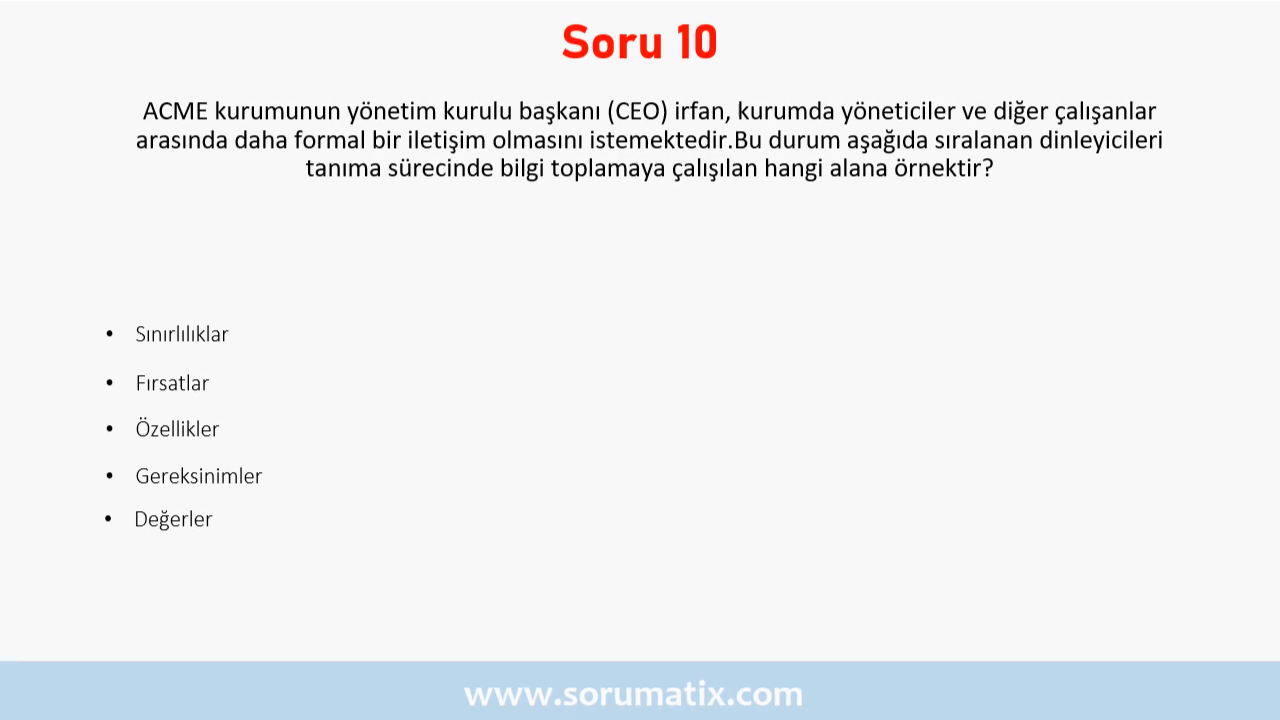 Soru 10
ACME kurumunun yönetim kurulu başkanı (CEO) irfan, kurumda yöneticiler ve diğer çalışanlar
arasında daha formal bir iletişim olmasını istemektedir.Bu durum aşağıda sıralanan dinleyicileri
tanıma sürecinde bilgi toplamaya çalışılan hangi alana örnektir?
• Sınırlılıklar
• Fırsatlar
• Özellikler
• Gereksinimler
• Değerler
www.sorumatix.com